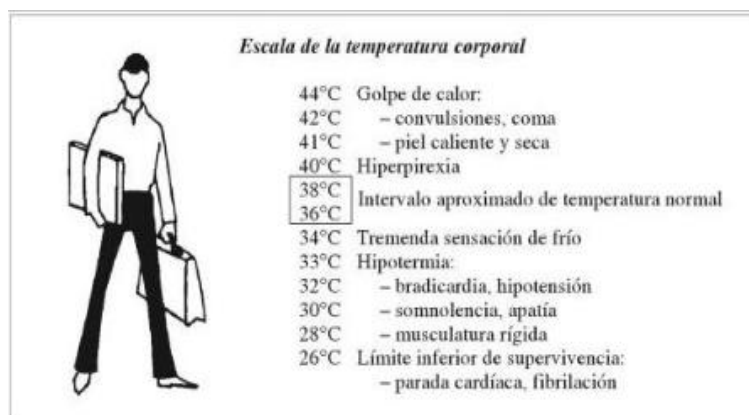 Escala de la temperatura corporal
44°C Golpe de calor:
42°C – convulsiones, coma
41°C – piel caliente y seca
40°C Hiperpirexia
38°C
Intervalo aproximado de temperatura normal
36°C
34°C Tremenda sensación de frío
33°C Hipotermia:
32°C – bradicardia, hipotensión
30°C – somnolencia, apatía
28°C – musculatura rígida
26°C Límite inferior de supervivencia:
– parada cardíaca, fibrilación